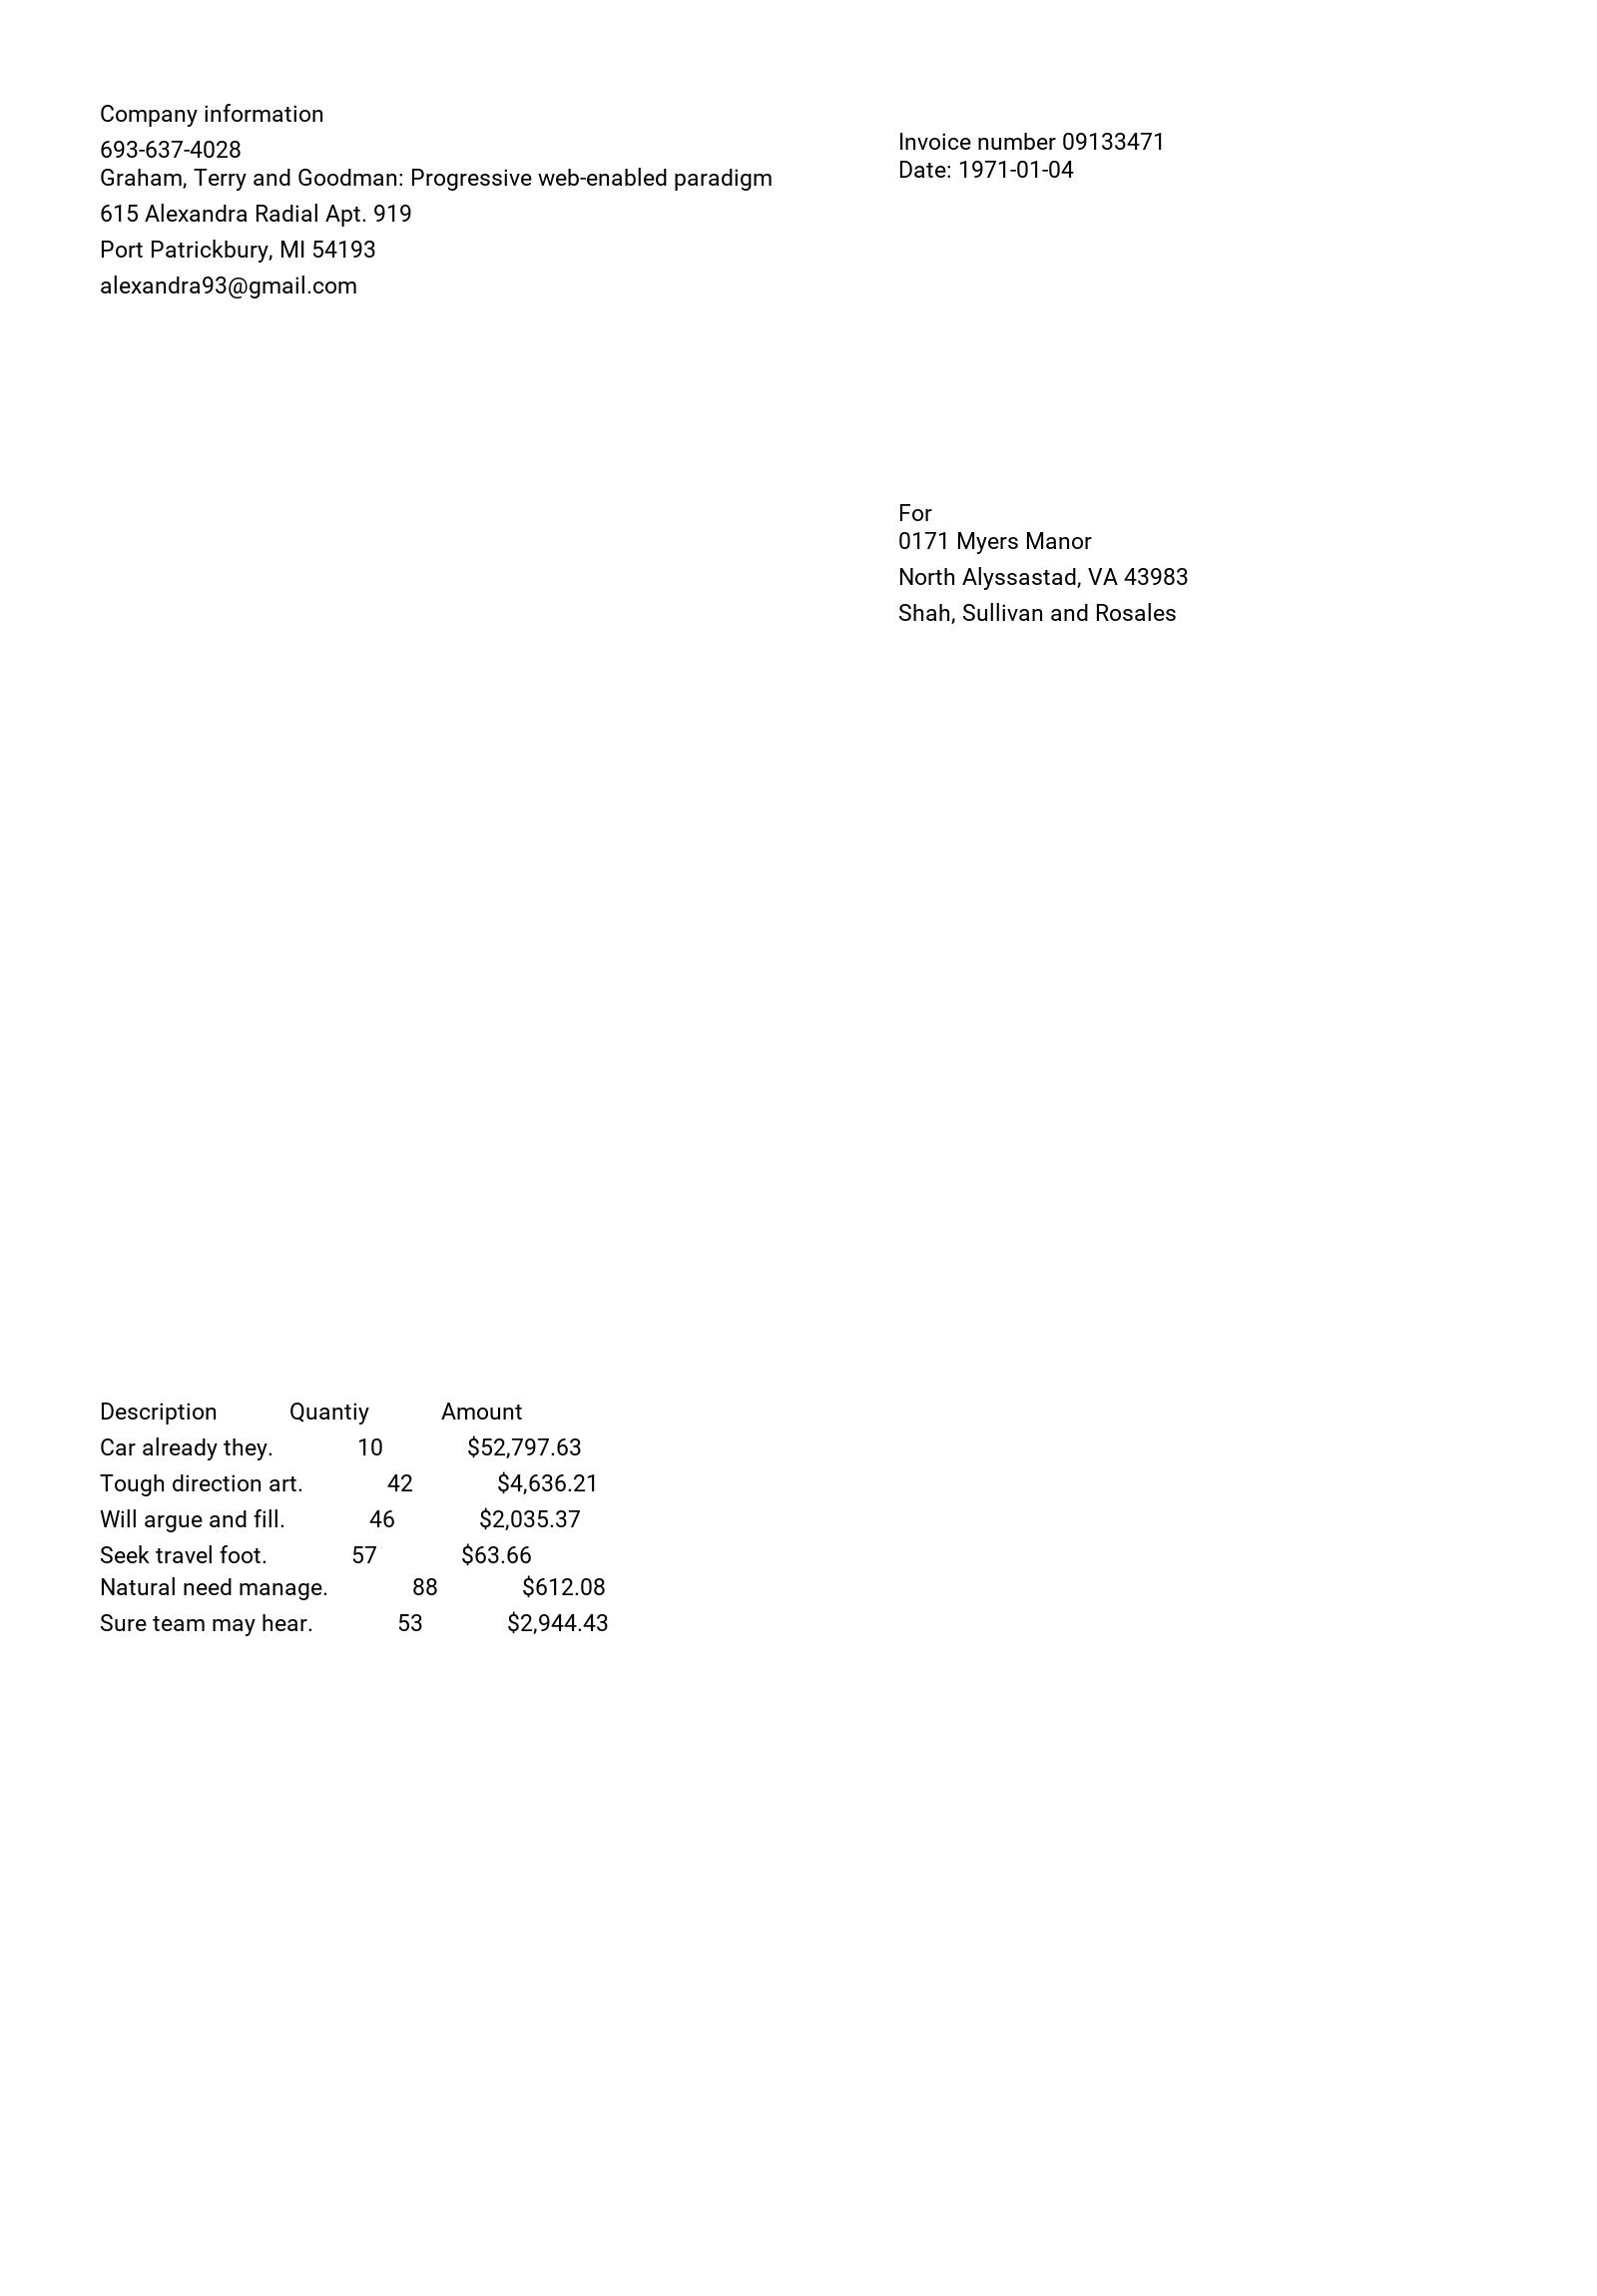 Company information
693-637-4028
Graham, Terry and Goodman: Progressive web-enabled paradigm
615 Alexandra Radial Apt. 919
Port Patrickbury, MI 54193
alexandra93@gmail.com
Invoice number 09133471
Date: 1971-01-04
For
0171 Myers Manor
North Alyssastad, VA 43983
Shah, Sullivan and Rosales
Description Quantiy Amount
Car already they. 10 $52,797.63
Tough direction art. 42 $4,636.21
Will argue and fill. 46 $2,035.37
Seek travel foot. 57 $63.66
Natural need manage. 88 $612.08
Sure team may hear. 53 $2,944.43